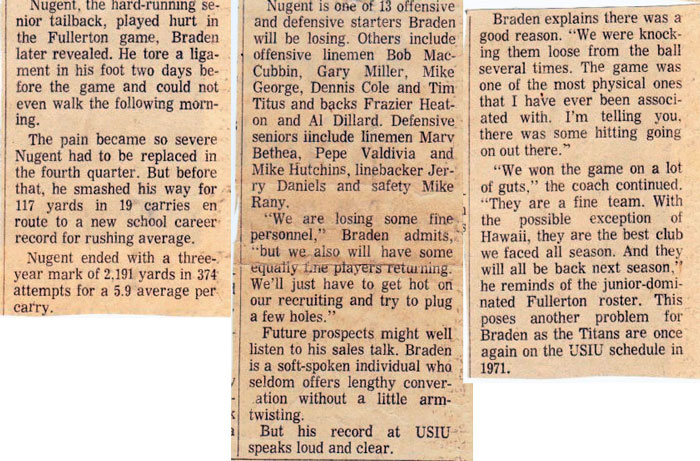 Nugent, the hard-running se-
nior tailback, played hurt in
the Fullerton game, Braden
later revealed. He tore a liga-
ment in his foot two days be-
fore the game and could not
even walk the following morn-
ing.
The pain became so severe
Nugent had to be replaced in
the fourth quarter. But before
that, he smashed his way for
117 yards in 19 carries en
route to a new school career
record for rushing average.
Nugent ended with a three-
year mark of 2,191 yards in 374
attempts for a 5.9 average per
carry.
Nugent is one of 13 offensive
and defensive starters Braden
will be losing. Others include
offensive linemen Bob Mac-
Cubbin, Gary Miller, Mike
George, Dennis Cole and Tim
Titus and backs Frazier Heat-
on and Al Dillard. Defensive
seniors iinclude linemen Marv
Bethea, Pepe Valdivia and
Mike Hutchins, linebacker Jer-
ry Daniels and safety Mike
Rany.
"We are losing some fine
personnel," Braden admits,
"but we also will have some
equally fine players returning.
We'll just have to get hot on
our recruiting and try to plug
a few holes."
Future prospects might well
listen to his sales talk. Braden
is a soft-spoken individual who
seldom offers lengthy conver-
ation without a little arm-
twisting.
But his record at USIU
speaks loud and clear.
Braden explains there was a
good reason. "We were knock-
ing them loose from the ball
several times. The game was
one of the most physical ones
that I have ever been associ-
ated with. I'm telling you,
there was some hitting going
on out there."
"We won the game on a lot
of guts," the coach continued.
"They are a fine team. With
the possible exception of
Hawaii, they are the best club
we faced all season. And they
will all be back next season,"
he reminds of the junior-domi-
nated Fullerton roster. This
poses another problem for
Braden as the Titans are once
again on the USIU schedule in
1971.